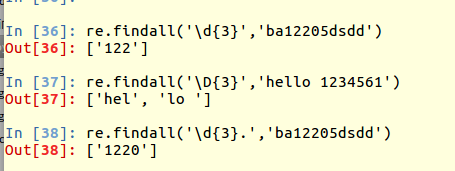 In [36]: re.findall('\d{3}','ba12205dsdd')
Out[36]: ['122']
In [37]: re.findall('\D{3}','hello 1234561')
Out[37]: ['hel', 'lo ']
In [38]: re.findall('\d{3}.','ba12205dsdd')
Out[38]: ['1220']